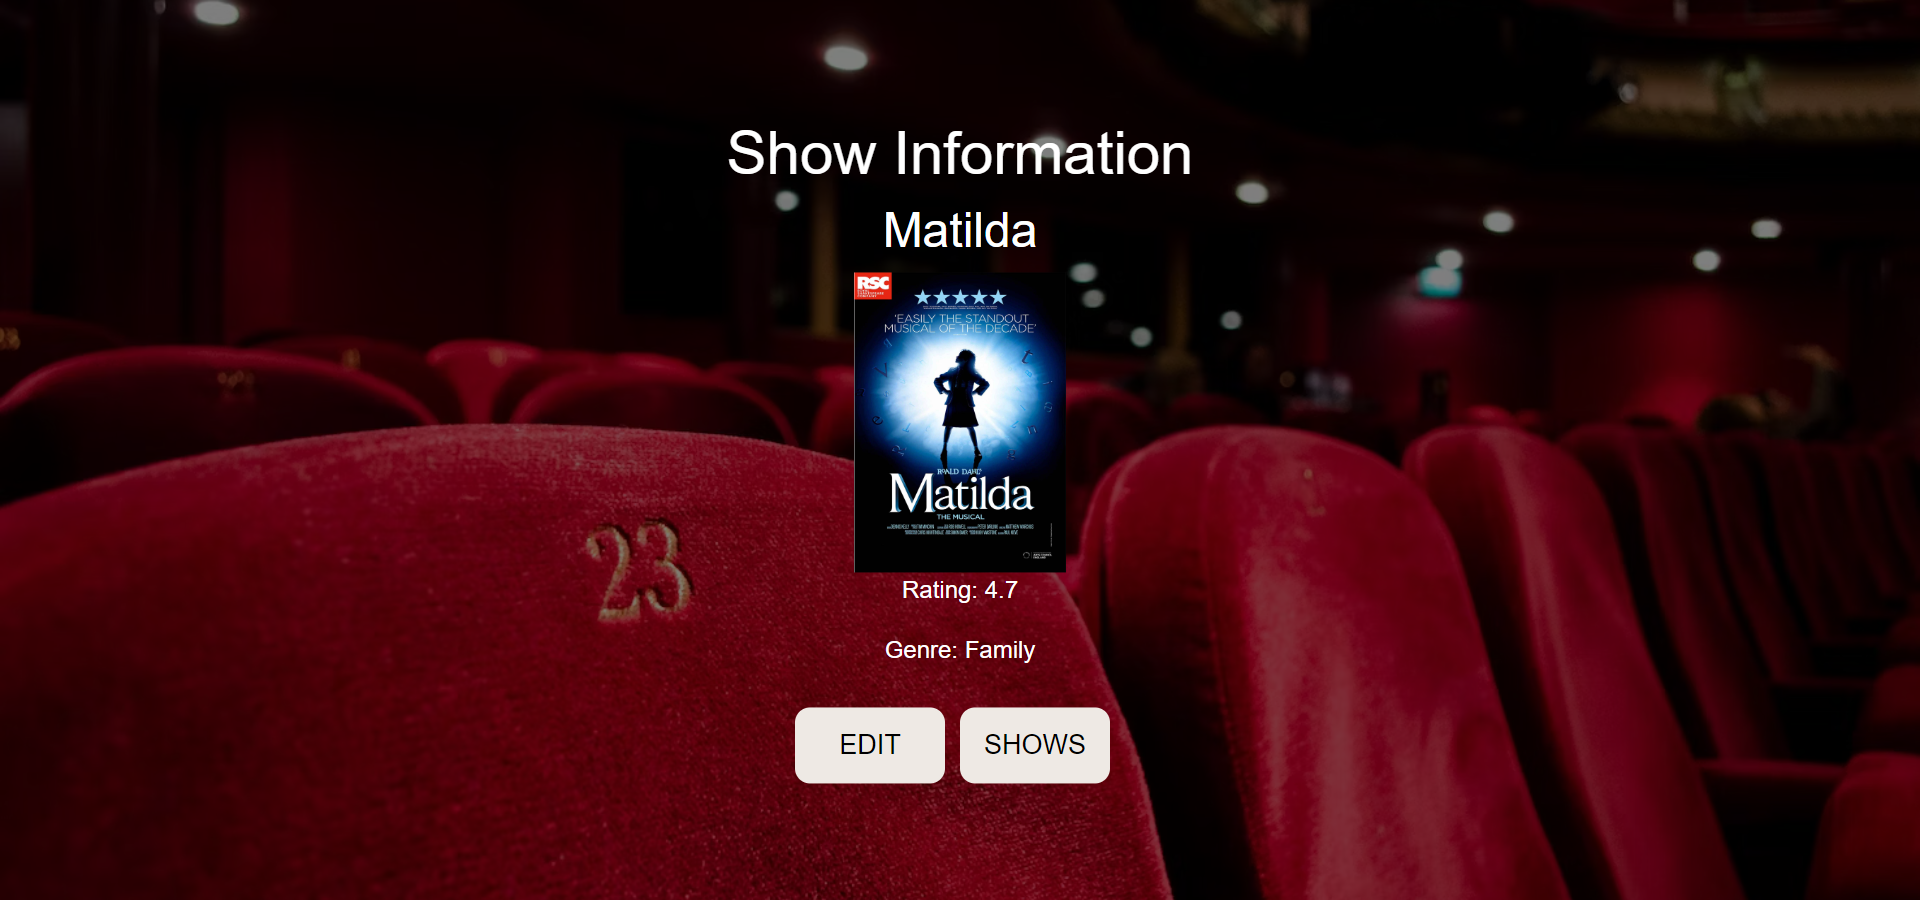 Show Information
Matilda
RSC
'EASILY THE STANDOUT
MUSICAL OF THE DECADE'
ROALD DAHL'S
Matilda
THE MUSICAL
23
Rating: 4.7
Genre: Family
EDIT
SHOWS